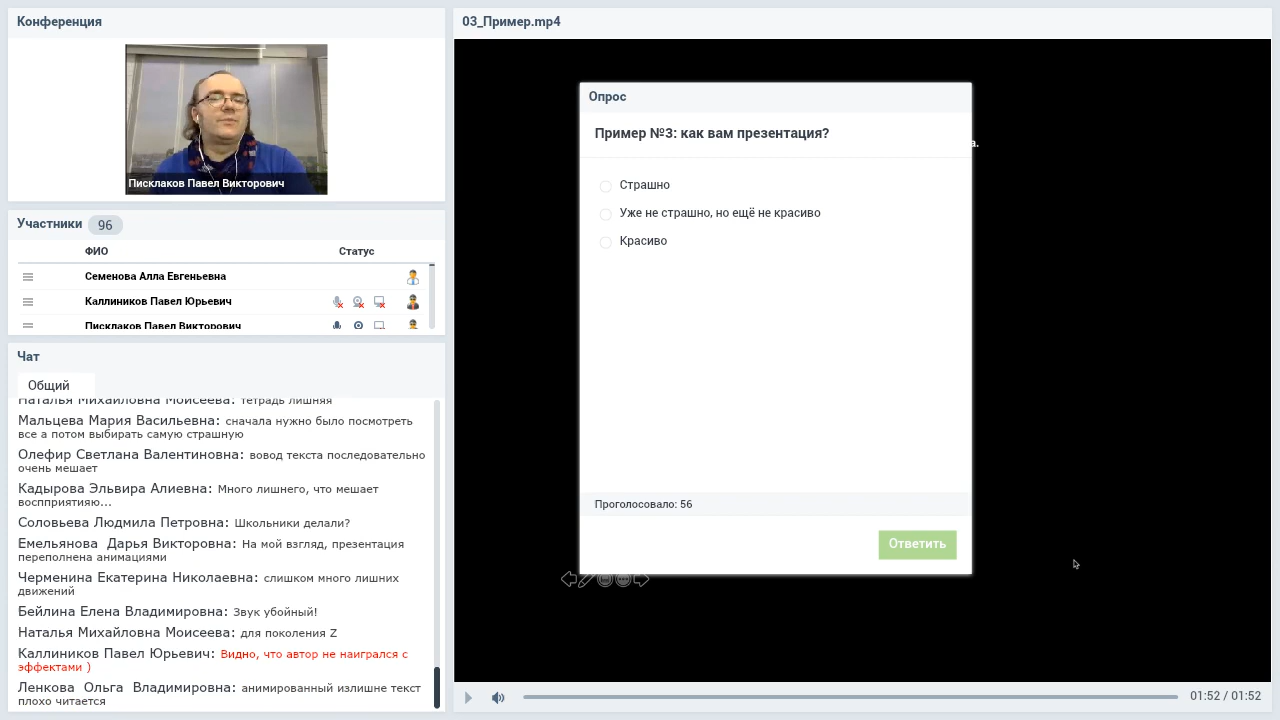 Конференция
Писклаков Павел Викторович
Участники 96
ФИО Статус
Семенова Алла Евгеньевна
Каллиников Павел Юрьевич
Писклаков Павел Викторович
Чат
Общий
Наталья Михайловна Моисеева: тетрадь лишняя
Мальцева Мария Васильевна: сначала нужно было посмотреть
все а потом выбирать самую страшную
Олефир Светлана Валентиновна: вовод текста последовательно
очень мешает
Кадырова Эльвира Алиевна: Много лишнего, что мешает
восспприятияю...
Соловьева Людмила Петровна: Школьники делали?
Емельянова Дарья Викторовна: На мой взгляд, презентация
переполнена анимациями
Черменина Екатерина Николаевна: слишком много лишних
движений
Бейлина Елена Владимировна: Звук убойный!
Наталья Михайловна Моисеева: для поколения Z
Каллиников Павел Юрьевич: Видно, что автор не наигрался с
эффектами )
Ленкова Ольга Владимировна: анимированный излишне текст
плохо читается
03_Пример.mp4
Опрос
Пример №3: как вам презентация?
а.
Страшно
Уже не страшно, но ещё не красиво
Красиво
Проголосовало: 56
Ответить
01:52 / 01:52